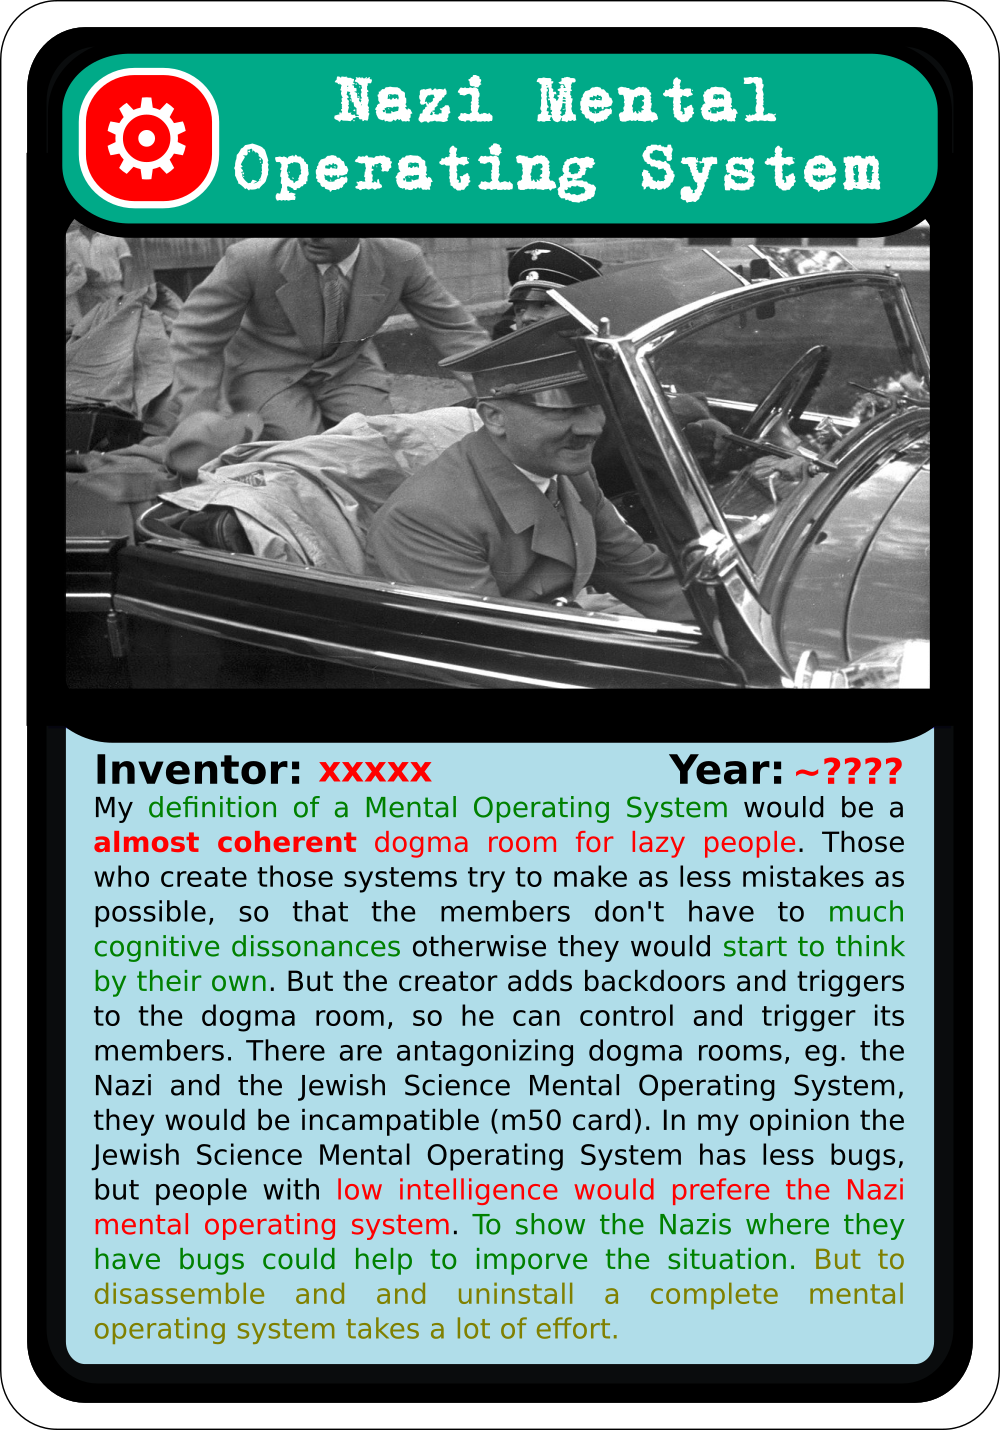 Nazi Mental
Operating System
Inventor: xxxxx Year: ~????
My definition of a Mental Operating System would be a
almost coherent dogma room for lazy people. Those
who create those systems try to make as less mistakes as
possible, so that the members don't have to much
cognitive dissonances otherwise they would start to think
by their own. But the creator adds backdoors and triggers
to the dogma room, so he can control and trigger its
members. There are antagonizing dogma rooms, eg. the
Nazi and the Jewish Science Mental Operating System,
they would be incampatible (m50 card). In my opinion the
Jewish Science Mental Operating System has less bugs,
but people with low intelligence would prefere the Nazi
mental operating system. To show the Nazis where they
have bugs could help to imporve the situation. But to
disassemble and and uninstall a complete mental
operating system takes a lot of effort.